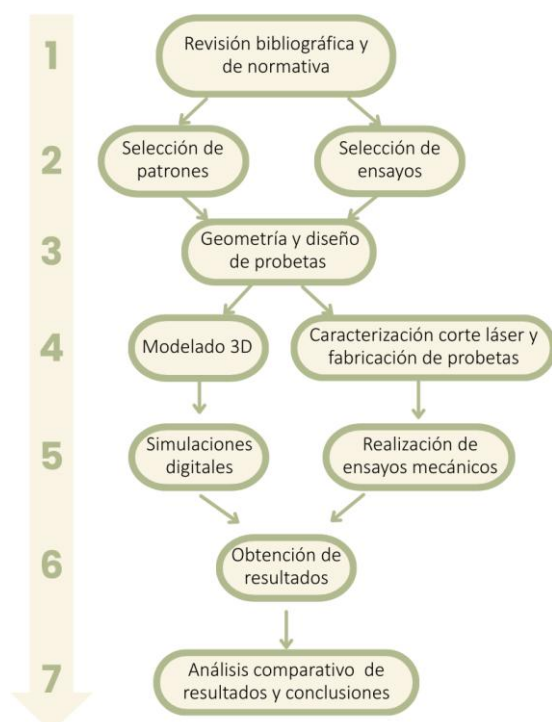 1
Revisión bibliográfica y
de normativa
2
Selección de
patrones
Selección de
ensayos
3
Geometría y diseño
de probetas
4
Modelado 3D
Caracterización corte láser y
fabricación de probetas
5
Simulaciones
digitales
Realización de
ensayos mecánicos
6
Obtención de
resultados
7
Análisis comparativo de
resultados y conclusiones